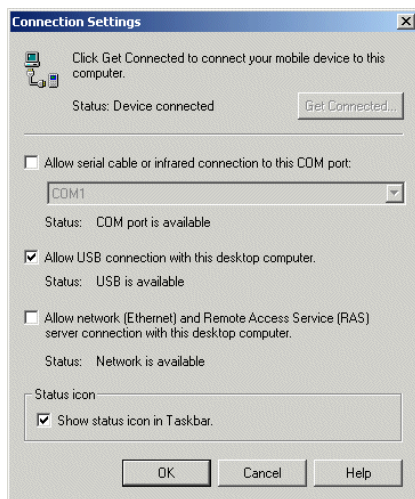 Connection Settings
Click Get Connected to connect your mobile device to this
computer.
Status: Device connected
Get Connected...
Allow serial cable or infrared connection to this COM port:
COM1
Status: COM port is available
Allow USB connection with this desktop computer.
Status: USB is available
Allow network (Ethernet) and Remote Access Service (RAS)
server connection with this desktop computer.
Status: Network is available
Status icon
Show status icon in Taskbar.
OK Cancel Help